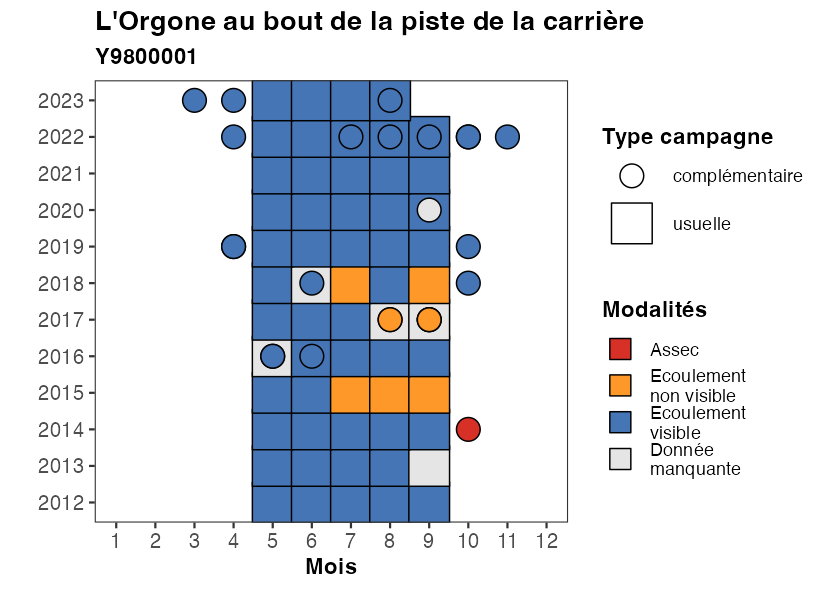 L'Orgone au bout de la piste de la carrière
Y9800001
2023
2022
2021
2020
2019
2018
2017
2016
2015
2014
2013
2012
1 2 3 4 5 6 7 8 9 10 11 12
Mois
Type campagne
complémentaire
usuelle
Modalités
Assec
Ecoulement
non visible
Ecoulement
visible
Donnée
manquante